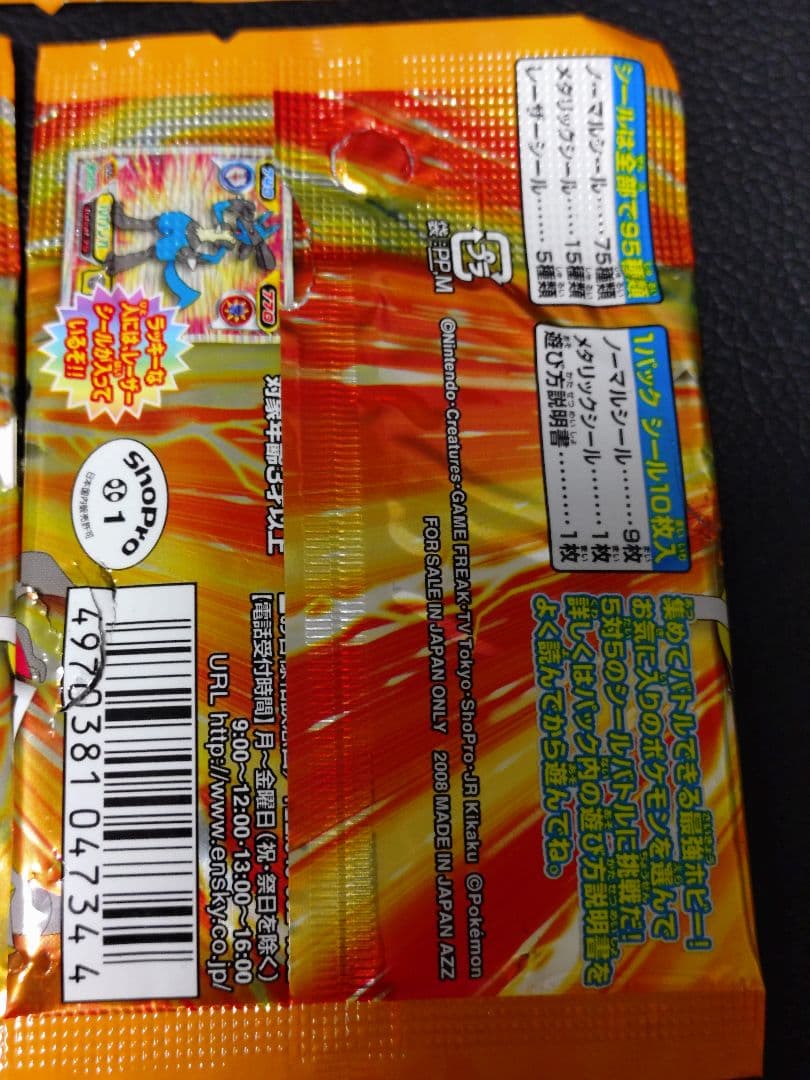 シールは全部で95種類
ノーマルシール……75種類
メタリックシール……15種類
レーザーシール……5種類
1パック シール10枚入
ノーマルシール……9枚
メタリックシール……1枚
遊び方説明書………1枚
集めてバトルできる最強ホビー!
お気に入りのポケモンを選んで
5対5のシールバトルに挑戦だ!
詳しくはパック内の遊び方説明書を
よく読んでから遊んでね。
袋:PP,M
©Nintendo・Creatures・GAME FREAK・TV Tokyo・ShoPro・JR Kikaku ©Pokémon
FOR SALE IN JAPAN ONLY 2008 MADE IN JAPAN AZZ
ラッキーな
人にはレーザー
シールが入って
いるぞ!!
対象年齢3才以上
ShoPro
1
日本国内販売許可
【電話受付時間】月~金曜日(祝・祭日を除く)
9:00~12:00・13:00~16:00
URL http://www.ensky.co.jp/
4970381047344